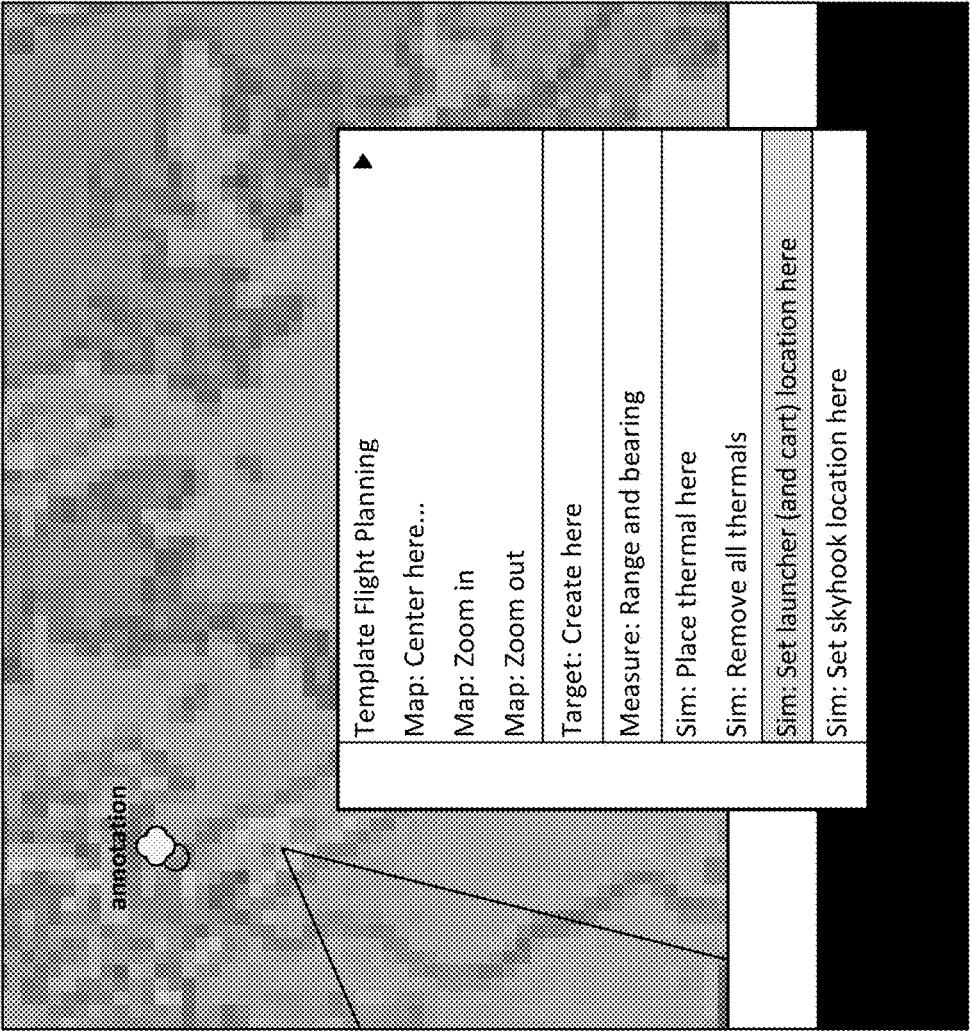 annotation
Template Flight Planning
Map: Center here...
Map: Zoom in
Map: Zoom out
Target: Create here
Measure: Range and bearing
Sim: Place thermal here
Sim: Remove all thermals
Sim: Set launcher (and cart) location here
Sim: Set skyhook location here